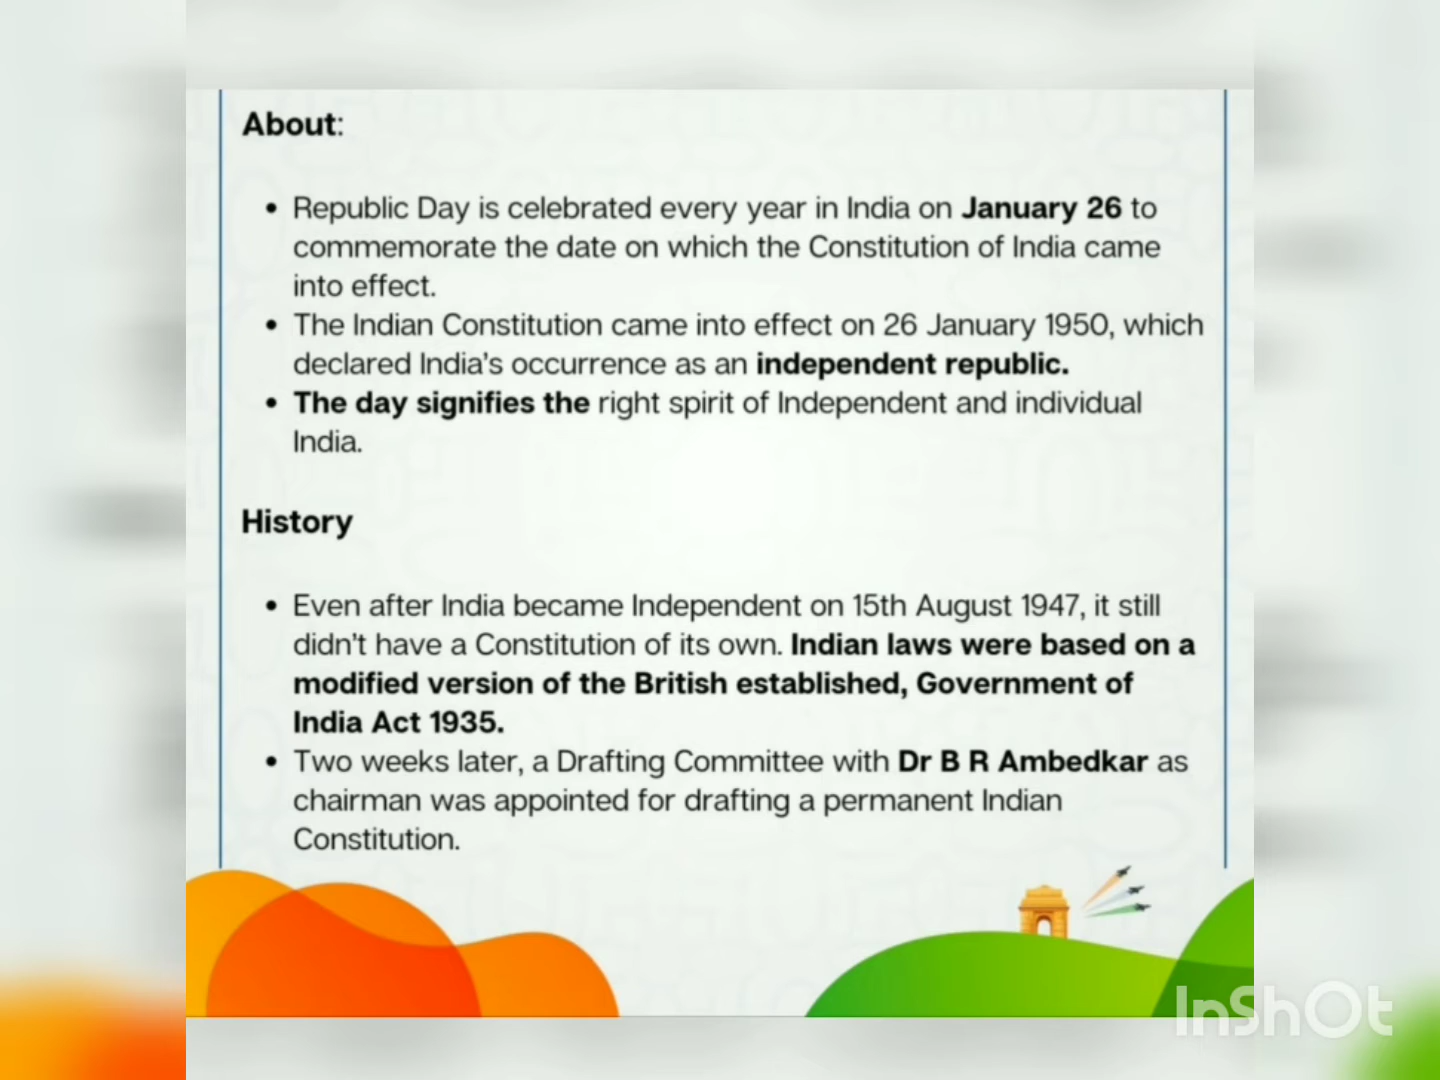 About:
• Republic Day is celebrated every year in India on January 26 to
commemorate the date on which the Constitution of India came
into effect.
• The Indian Constitution came into effect on 26 January 1950, which
declared India's occurrence as an independent republic.
• The day signifies the right spirit of Independent and individual
India.
History
• Even after India became Independent on 15th August 1947, it still
didn't have a Constitution of its own. Indian laws were based on a
modified version of the British established, Government of
India Act 1935.
• Two weeks later, a Drafting Committee with Dr B R Ambedkar as
chairman was appointed for drafting a permanent Indian
Constitution.
InShOt